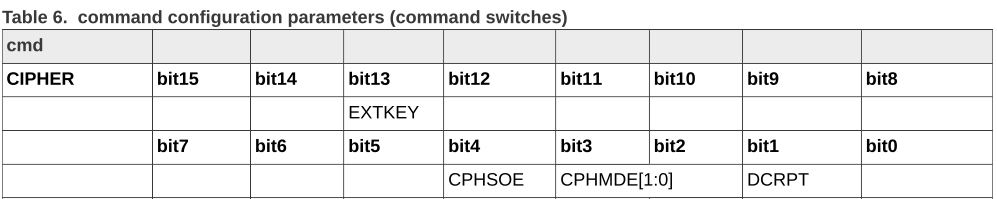 Table 6. command configuration parameters (command switches)
cmd
CIPHER bit15 bit14 bit13 bit12 bit11 bit10 bit9 bit8
EXTKEY
bit7 bit6 bit5 bit4 bit3 bit2 bit1 bit0
CPHSOE CPHMDE[1:0] DCRPT